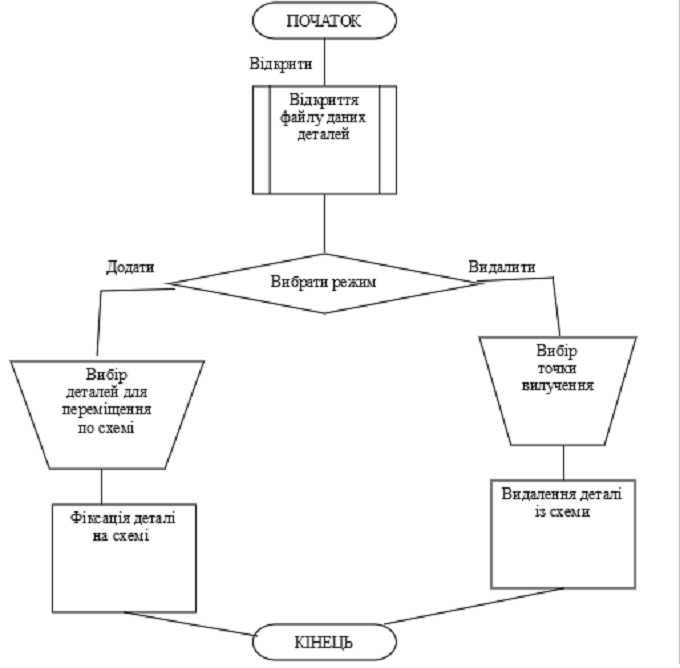 ПОЧАТОК
Відкрити
Відкриття
файлу даних
деталей
Додати
Видалити
Вибрати режим
Вибір
деталей для
переміщення
по схемі
Вибір
точки
вилучення
Фіксація деталі
на схемі
Видалення деталі
із схеми
КІНЕЦЬ